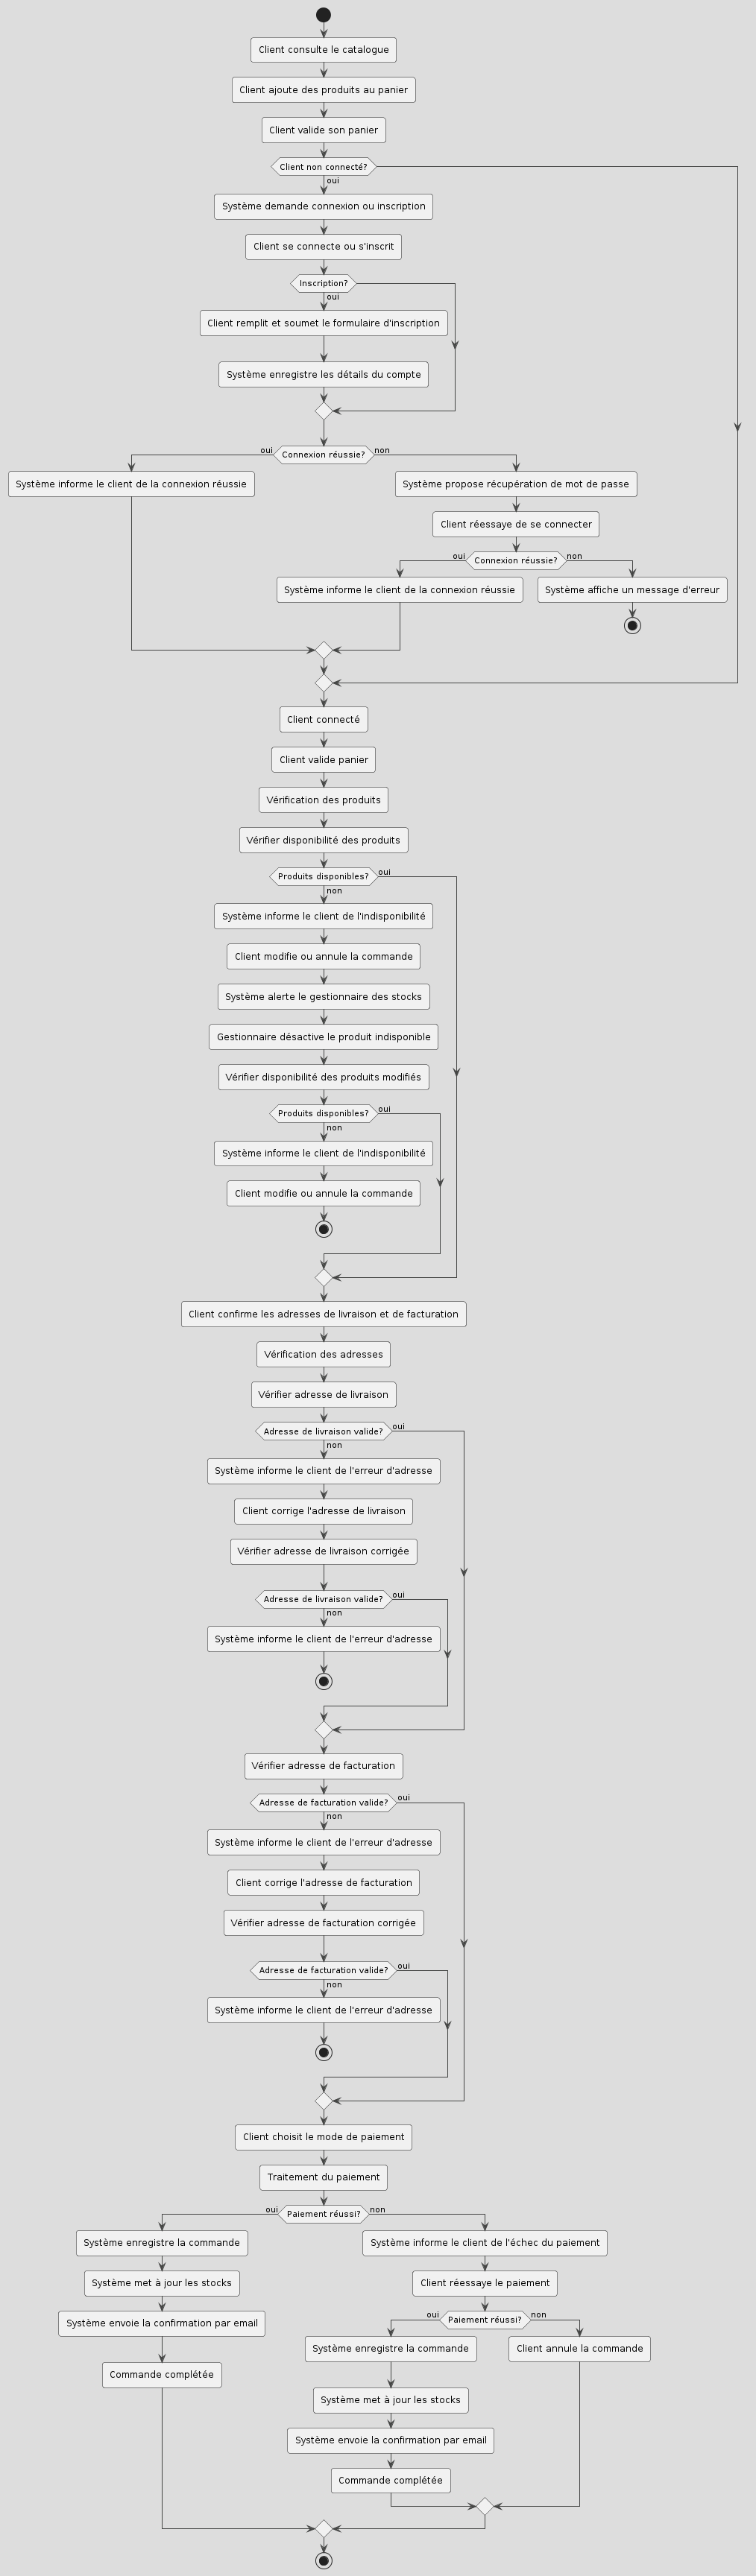 Client consulte le catalogue
Client ajoute des produits au panier
Client valide son panier
Client non connecté?
oui
Système demande connexion ou inscription
Client se connecte ou s'inscrit
Inscription?
oui
Client remplit et soumet le formulaire d'inscription
Système enregistre les détails du compte
oui
Connexion réussie?
non
Système informe le client de la connexion réussie
Système propose récupération de mot de passe
Client réessaye de se connecter
oui
Connexion réussie?
non
Système informe le client de la connexion réussie
Système affiche un message d'erreur
Client connecté
Client valide panier
Vérification des produits
Vérifier disponibilité des produits
Produits disponibles?
oui
non
Système informe le client de l'indisponibilité
Client modifie ou annule la commande
Système alerte le gestionnaire des stocks
Gestionnaire désactive le produit indisponible
Vérifier disponibilité des produits modifiés
Produits disponibles?
oui
non
Système informe le client de l'indisponibilité
Client modifie ou annule la commande
Client confirme les adresses de livraison et de facturation
Vérification des adresses
Vérifier adresse de livraison
Adresse de livraison valide?
oui
non
Système informe le client de l'erreur d'adresse
Client corrige l'adresse de livraison
Vérifier adresse de livraison corrigée
Adresse de livraison valide?
oui
non
Système informe le client de l'erreur d'adresse
Vérifier adresse de facturation
Adresse de facturation valide?
oui
non
Système informe le client de l'erreur d'adresse
Client corrige l'adresse de facturation
Vérifier adresse de facturation corrigée
Adresse de facturation valide?
oui
non
Système informe le client de l'erreur d'adresse
Client choisit le mode de paiement
Traitement du paiement
oui
Paiement réussi?
non
Système enregistre la commande
Système met à jour les stocks
Système envoie la confirmation par email
Commande complétée
Système informe le client de l'échec du paiement
Client réessaye le paiement
oui
Paiement réussi?
non
Système enregistre la commande
Système met à jour les stocks
Système envoie la confirmation par email
Commande complétée
Client annule la commande